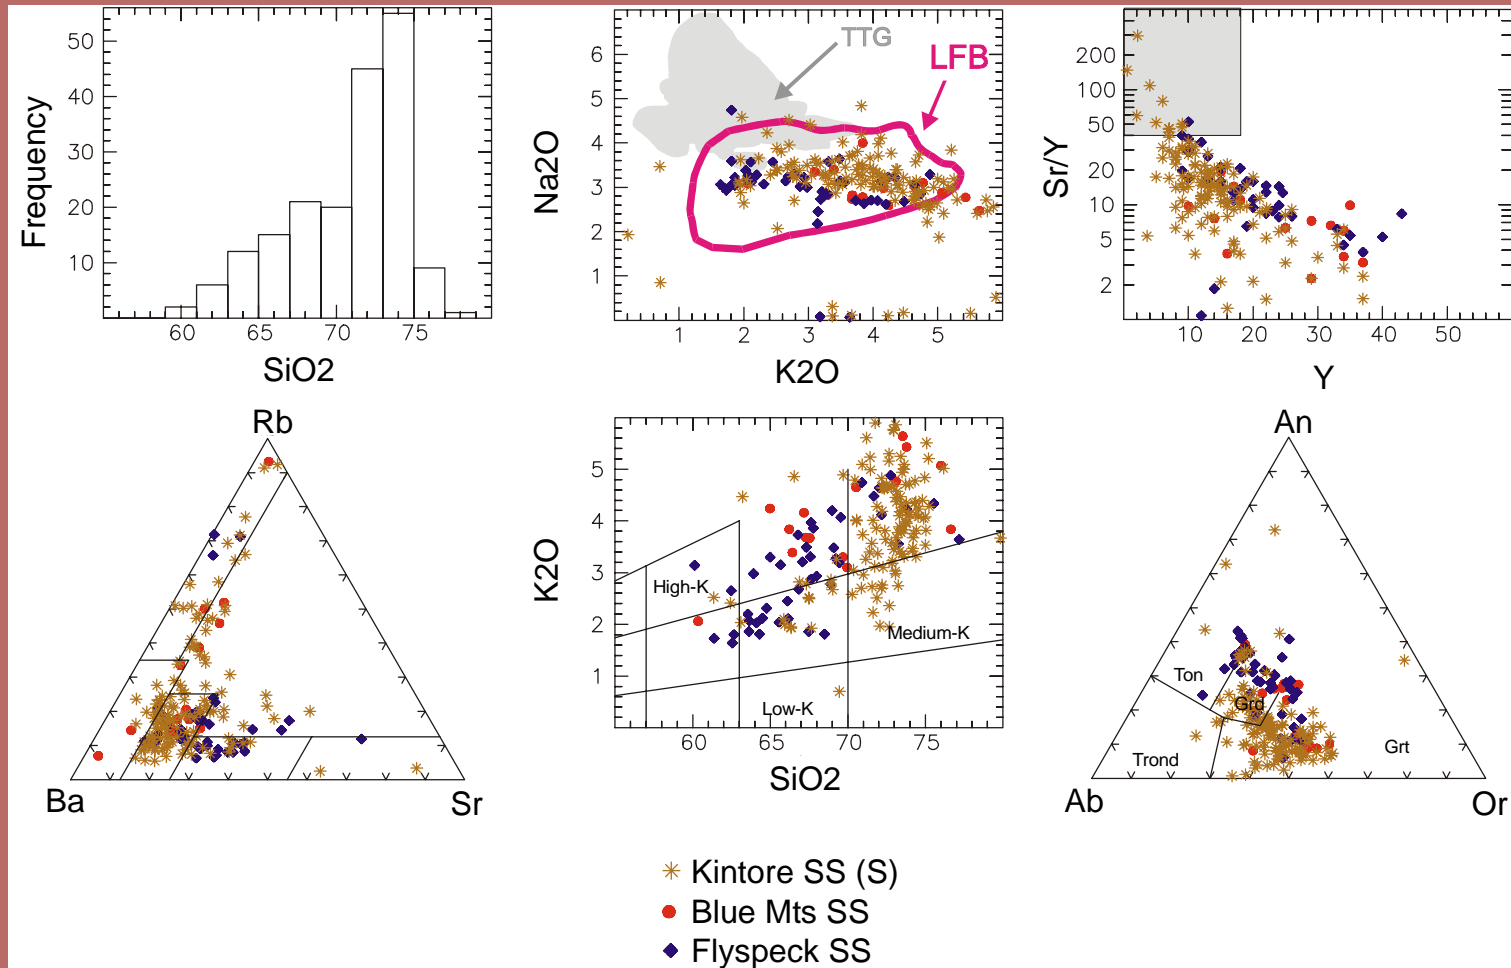 50
40
30
20
10
Frequency
60 65 70 75
SiO2
6
5
4
3
2
1
Na2O
TTG
LFB
1 2 3 4 5
K2O
200
100
50
20
10
5
2
Sr/Y
10 20 30 40 50
Y
Rb
Ba
Sr
5
4
3
2
1
K2O
High-K
Medium-K
Low-K
60 65 70 75
SiO2
An
Ton
Grd
Trond
Grt
Ab
Or
Kintore SS (S)
Blue Mts SS
Flyspeck SS